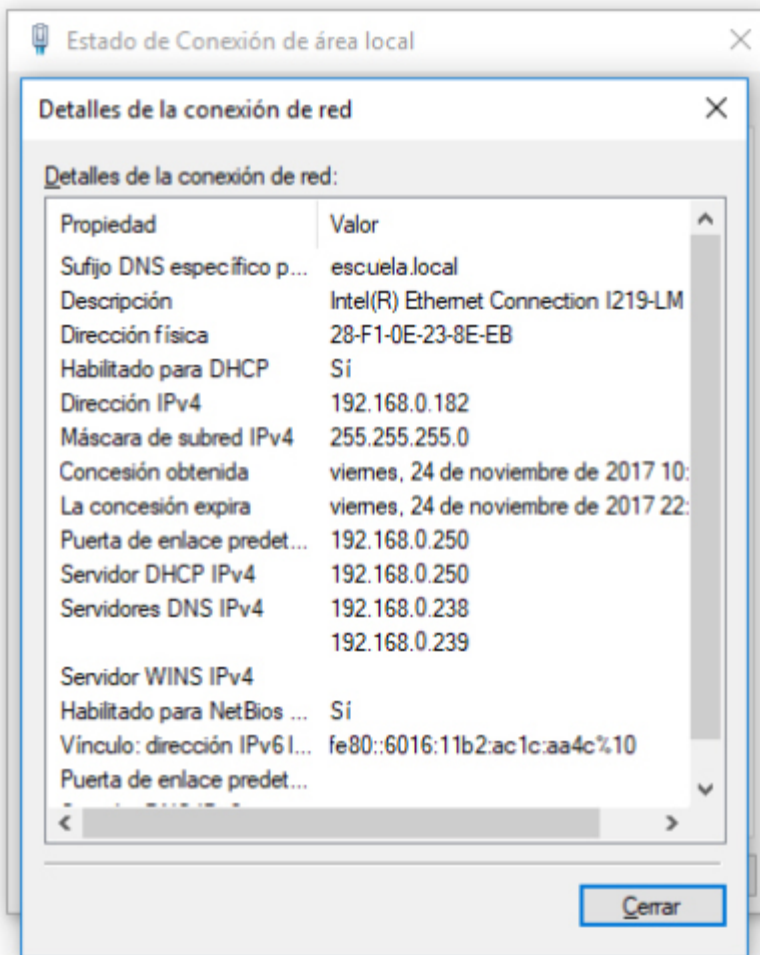 Estado de Conexión de área local
Detalles de la conexión de red
Detalles de la conexión de red:
Propiedad Valor
Sufijo DNS específico p... escuela.local
Descripción Intel(R) Ethernet Connection I219-LM
Dirección física 28-F1-0E-23-8E-EB
Habilitado para DHCP Sí
Dirección IPv4 192.168.0.182
Máscara de subred IPv4 255.255.255.0
Concesión obtenida viernes, 24 de noviembre de 2017 10:
La concesión expira viernes, 24 de noviembre de 2017 22:
Puerta de enlace predet... 192.168.0.250
Servidor DHCP IPv4 192.168.0.250
Servidores DNS IPv4 192.168.0.238
192.168.0.239
Servidor WINS IPv4
Habilitado para NetBios ... Sí
Vínculo: dirección IPv6 l... fe80::6016:11b2:ac1c:aa4c%10
Puerta de enlace predet...
Cerrar